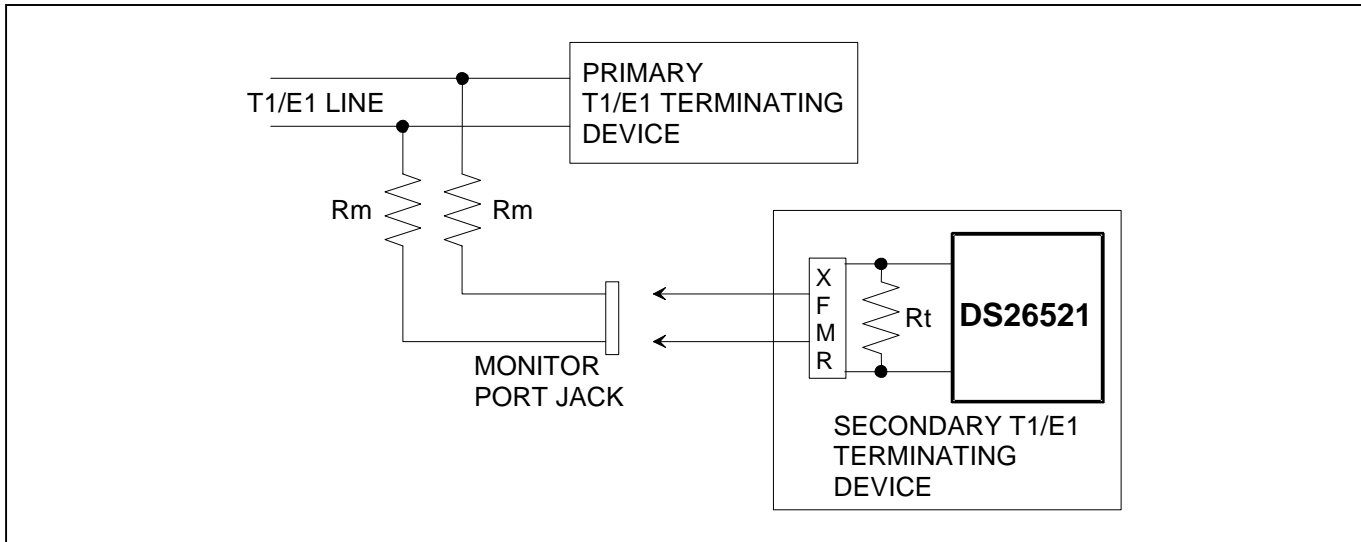 PRIMARY
T1/E1 TERMINATING
DEVICE
T1/E1 LINE
Rm
Rm
MONITOR
PORT JACK
X
F
M
R
Rt
DS26521
SECONDARY T1/E1
TERMINATING
DEVICE